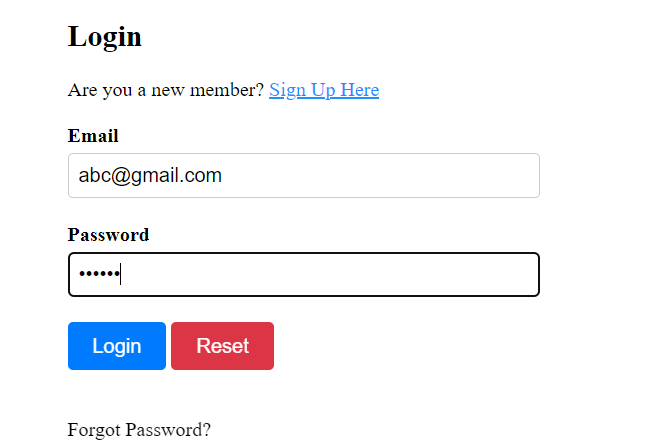 Login
Are you a new member? Sign Up Here
Email
abc@gmail.com
Password
••••••
Login Reset
Forgot Password?